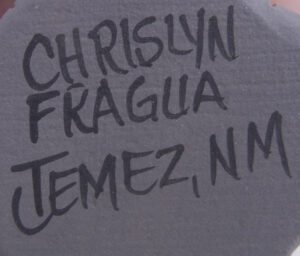 CHRISLYN
FRAGUA
JEMEZ, NM